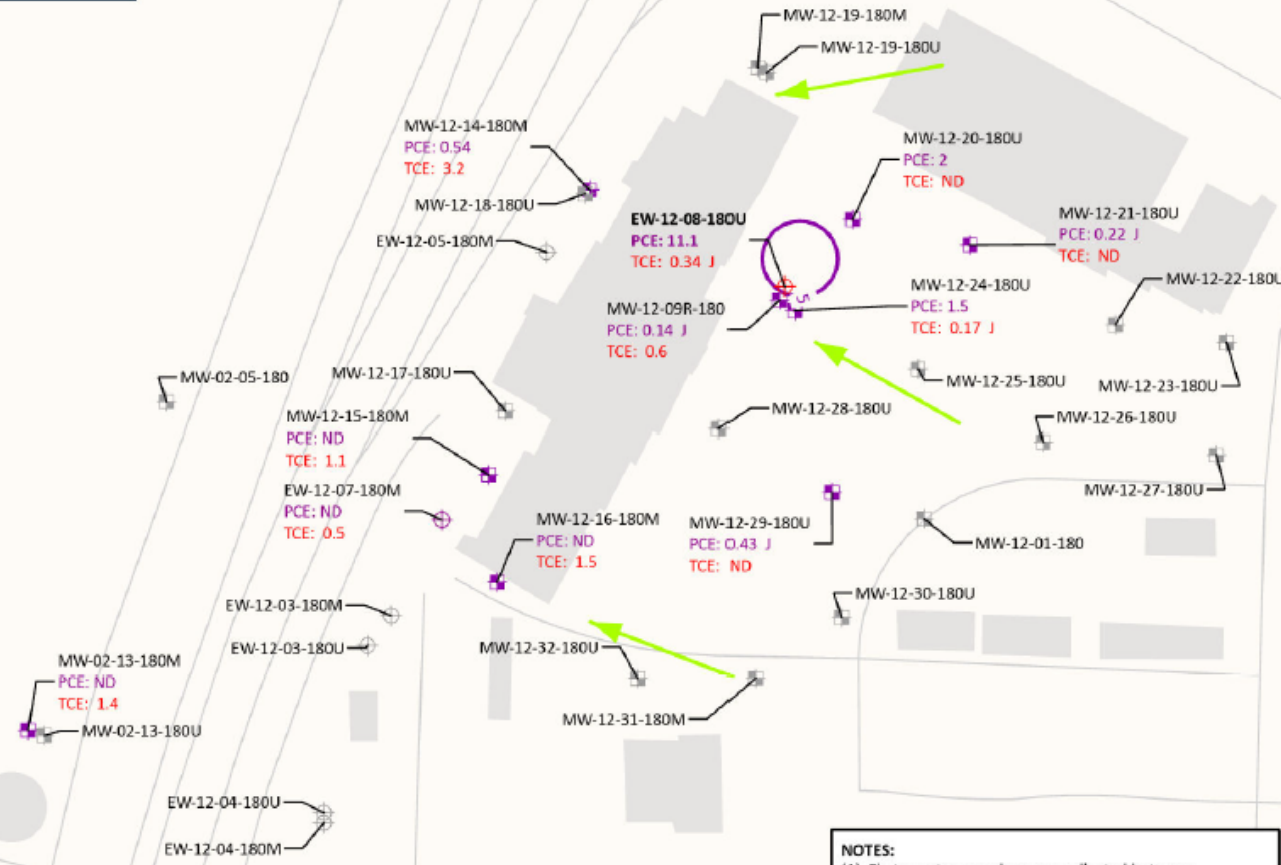 MW-12-19-180M
MW-12-19-180U
MW-12-14-180M
PCE: 0.54
TCE: 3.2
MW-12-18-180U
EW-12-05-180M
MW-12-20-180U
PCE: 2
TCE: ND
EW-12-08-180U
PCE: 11.1
TCE: 0.34 J
MW-12-21-180U
PCE: 0.22 J
TCE: ND
MW-12-22-180U
MW-12-09R-180
PCE: 0.14 J
TCE: 0.6
5
MW-12-24-180U
PCE: 1.5
TCE: 0.17 J
MW-02-05-180
MW-12-17-180U
MW-12-25-180U
MW-12-23-180U
MW-12-15-180M
PCE: ND
TCE: 1.1
MW-12-28-180U
MW-12-26-180U
EW-12-07-180M
PCE: ND
TCE: 0.5
MW-12-27-180U
MW-12-16-180M
PCE: ND
TCE: 1.5
MW-12-29-180U
PCE: 0.43 J
TCE: ND
MW-12-01-180
EW-12-03-180M
MW-12-30-180U
EW-12-03-180U
MW-12-32-180U
MW-02-13-180M
PCE: ND
TCE: 1.4
MW-12-31-180M
MW-02-13-180U
EW-12-04-180U
EW-12-04-180M
NOTES: